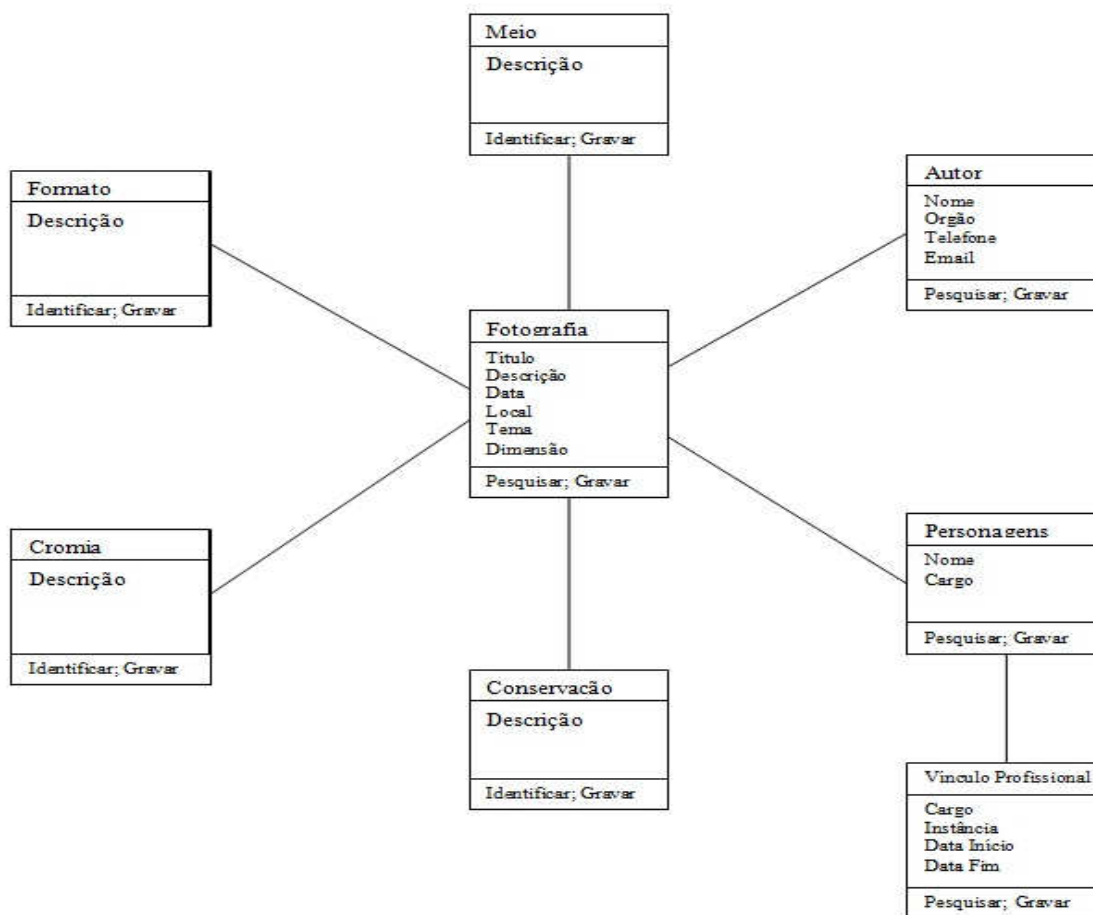 Meio
Descrição
Identificar; Gravar
Formato
Descrição
Identificar; Gravar
Autor
Nome
Orgão
Telefone
Email
Pesquisar; Gravar
Fotografia
Titulo
Descrição
Data
Local
Tema
Dimensão
Pesquisar; Gravar
Cromia
Descrição
Identificar; Gravar
Personagens
Nome
Cargo
Pesquisar; Gravar
Conservacão
Descrição
Identificar; Gravar
Vinculo Profissional
Cargo
Instância
Data Início
Data Fim
Pesquisar; Gravar